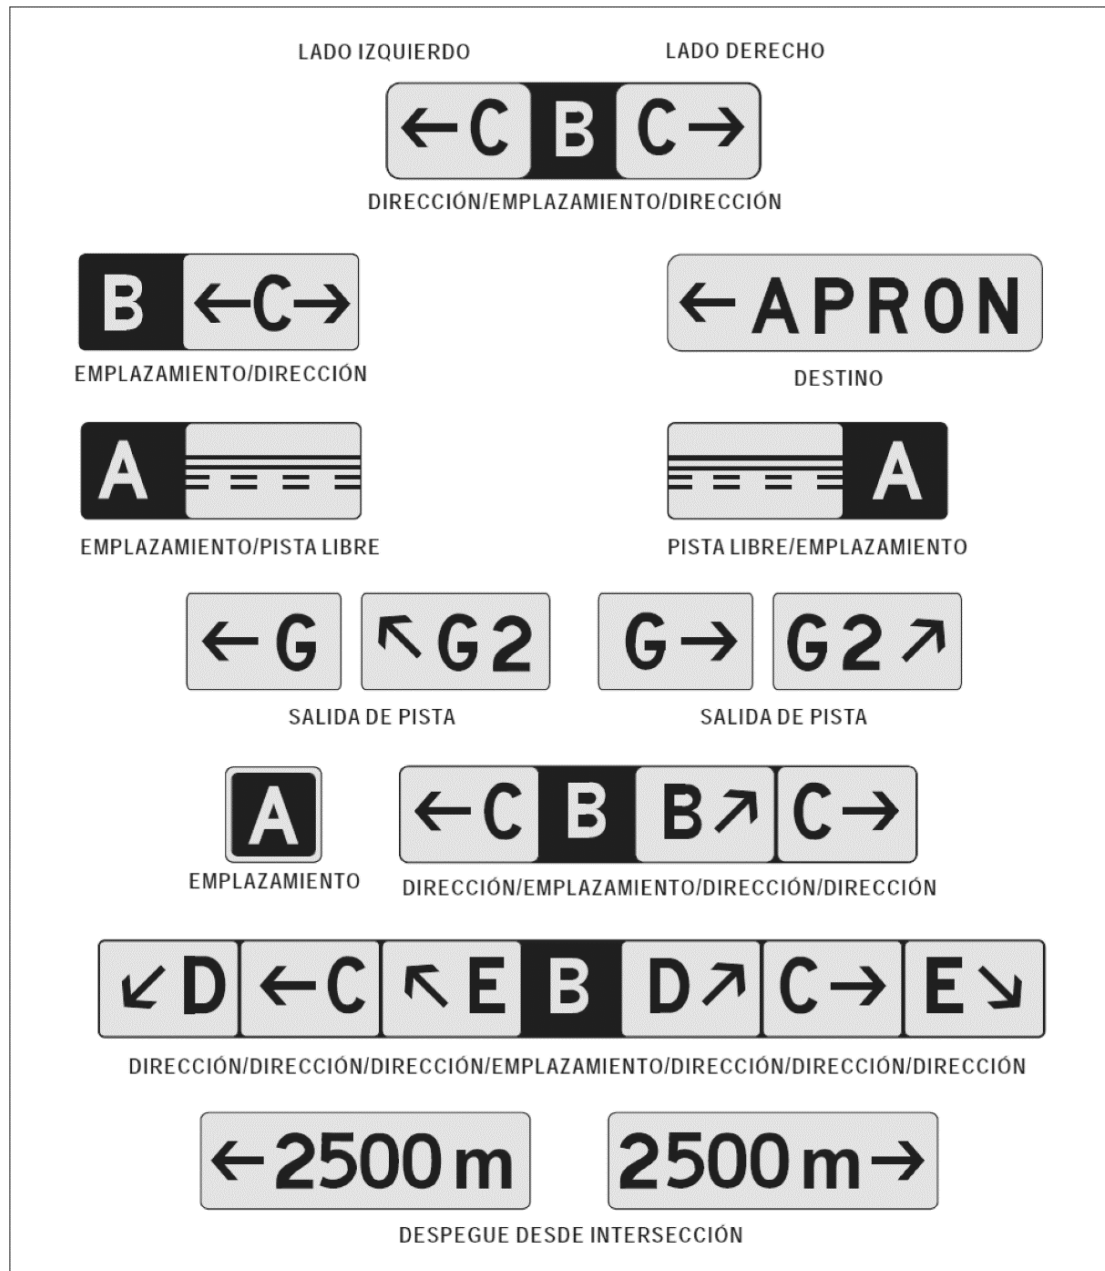 LADO IZQUIERDO LADO DERECHO
←C B C→
DIRECCIÓN/EMPLAZAMIENTO/DIRECCIÓN
B ←C→ ←APRON
EMPLAZAMIENTO/DIRECCIÓN DESTINO
A A
EMPLAZAMIENTO/PISTA LIBRE PISTA LIBRE/EMPLAZAMIENTO
←G ↖G2 G→ G2↗
SALIDA DE PISTA SALIDA DE PISTA
A ←C B B↗ C→
EMPLAZAMIENTO DIRECCIÓN/EMPLAZAMIENTO/DIRECCIÓN/DIRECCIÓN
↙D ←C ↖E B D↗ C→ E↘
DIRECCIÓN/DIRECCIÓN/DIRECCIÓN/EMPLAZAMIENTO/DIRECCIÓN/DIRECCIÓN/DIRECCIÓN
←2500 m 2500 m→
DESPEGUE DESDE INTERSECCIÓN